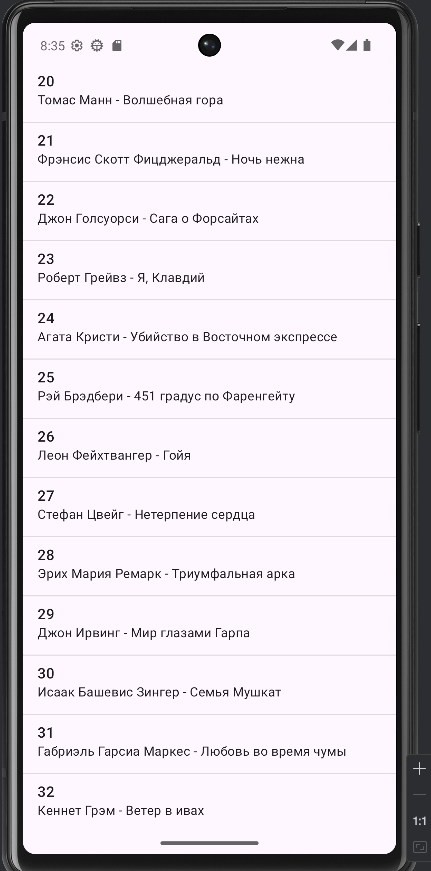 8:35
20
Томас Манн - Волшебная гора
21
Фрэнсис Скотт Фицджеральд - Ночь нежна
22
Джон Голсуорси - Сага о Форсайтах
23
Роберт Грейвз - Я, Клавдий
24
Агата Кристи - Убийство в Восточном экспрессе
25
Рэй Брэдбери - 451 градус по Фаренгейту
26
Леон Фейхтвангер - Гойя
27
Стефан Цвейг - Нетерпение сердца
28
Эрих Мария Ремарк - Триумфальная арка
29
Джон Ирвинг - Мир глазами Гарпа
30
Исаак Башевис Зингер - Семья Мушкат
31
Габриэль Гарсиа Маркес - Любовь во время чумы
32
Кеннет Грэм - Ветер в ивах
1:1